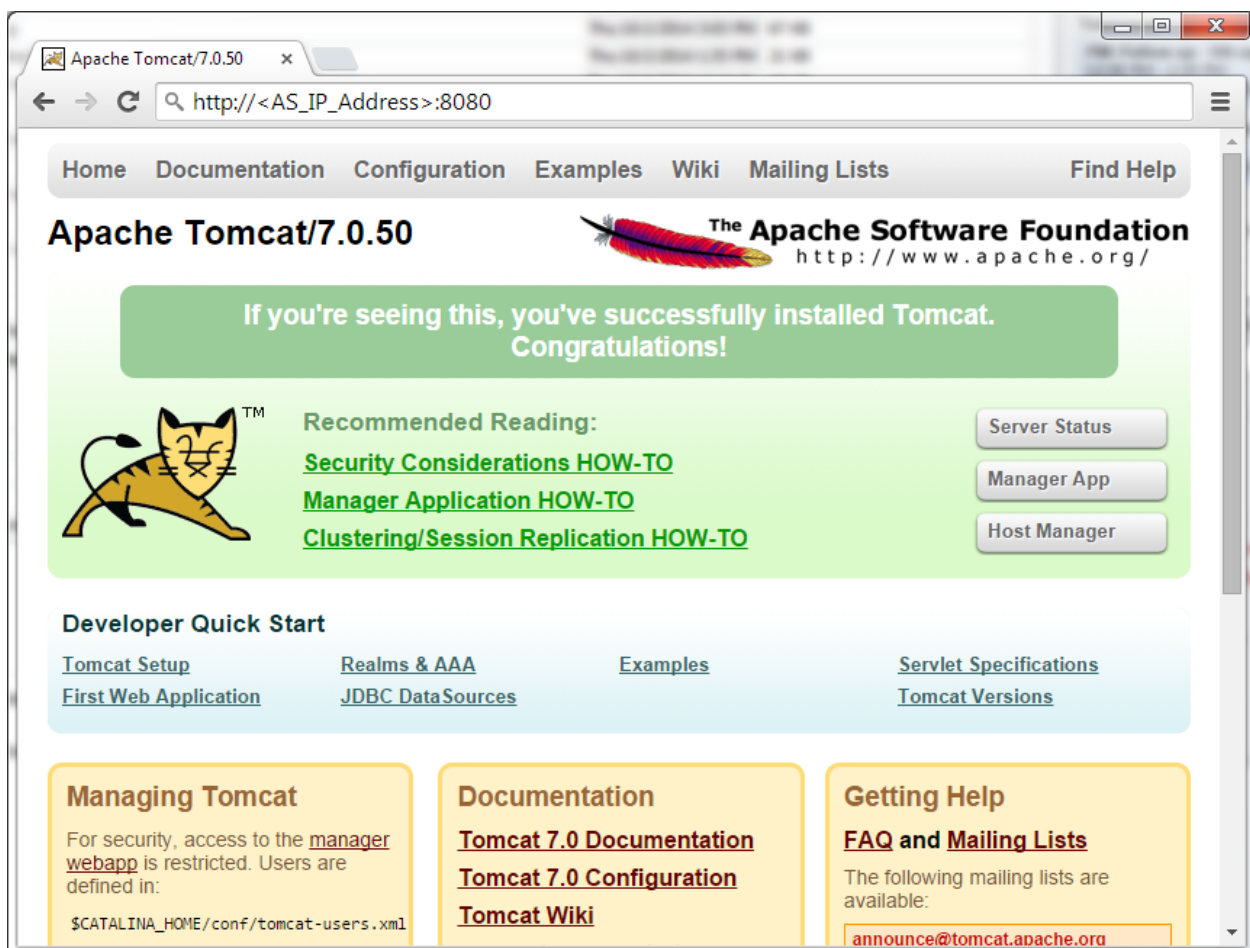 Apache Tomcat/7.0.50
http://<AS_IP_Address>:8080
Home Documentation Configuration Examples Wiki Mailing Lists Find Help
Apache Tomcat/7.0.50
The Apache Software Foundation
http://www.apache.org/
If you're seeing this, you've successfully installed Tomcat.
Congratulations!
TM
Recommended Reading:
Security Considerations HOW-TO
Manager Application HOW-TO
Clustering/Session Replication HOW-TO
Server Status
Manager App
Host Manager
Developer Quick Start
Tomcat Setup Realms & AAA Examples Servlet Specifications
First Web Application JDBC DataSources Tomcat Versions
Managing Tomcat
For security, access to the manager
webapp is restricted. Users are
defined in:
$CATALINA_HOME/conf/tomcat-users.xml
Documentation
Tomcat 7.0 Documentation
Tomcat 7.0 Configuration
Tomcat Wiki
Getting Help
FAQ and Mailing Lists
The following mailing lists are
available:
announce@tomcat.apache.org